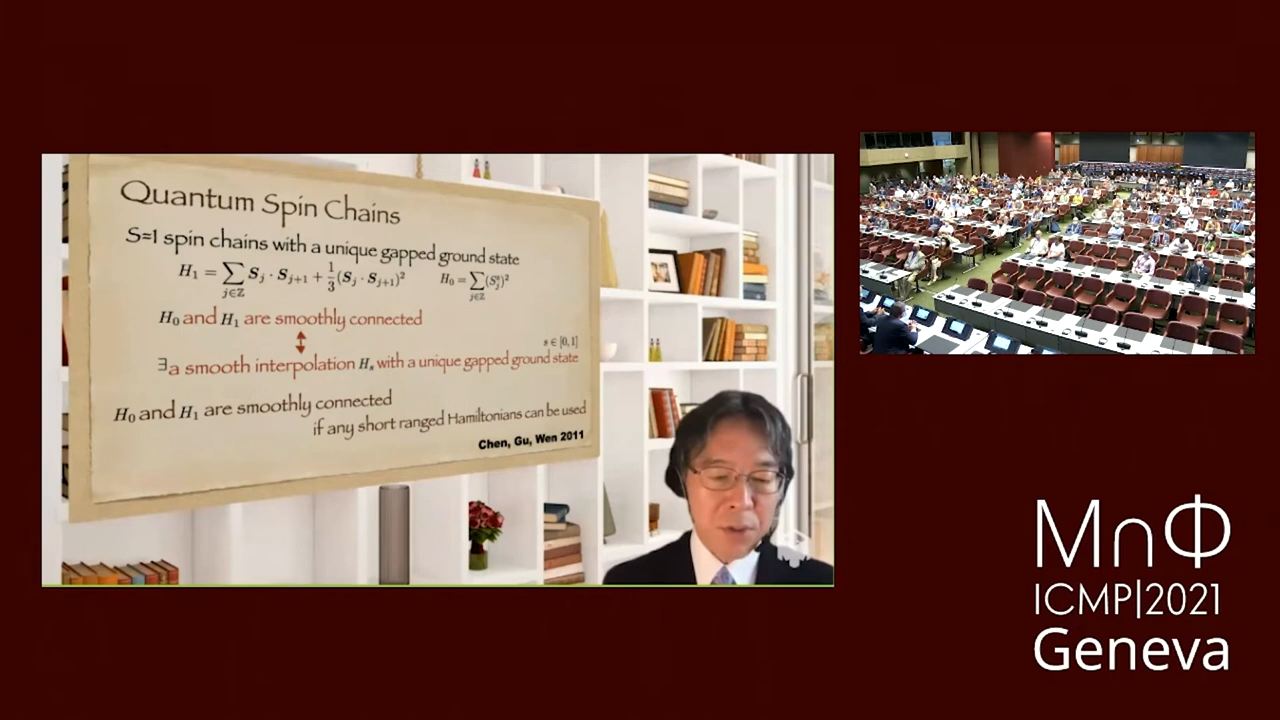 Quantum Spin Chains
S=1 spin chains with a unique gapped ground state
H₁ = ∑_{j∈ℤ} S_j · S_{j+1} + 1/3 (S_j · S_{j+1})² H₀ = ∑_{j∈ℤ} (S_j^z)²
H₀ and H₁ are smoothly connected
s ∈ [0, 1]
∃a smooth interpolation H_s with a unique gapped ground state
H₀ and H₁ are smoothly connected
if any short ranged Hamiltonians can be used
Chen, Gu, Wen 2011
M∩Φ
ICMP|2021
Geneva